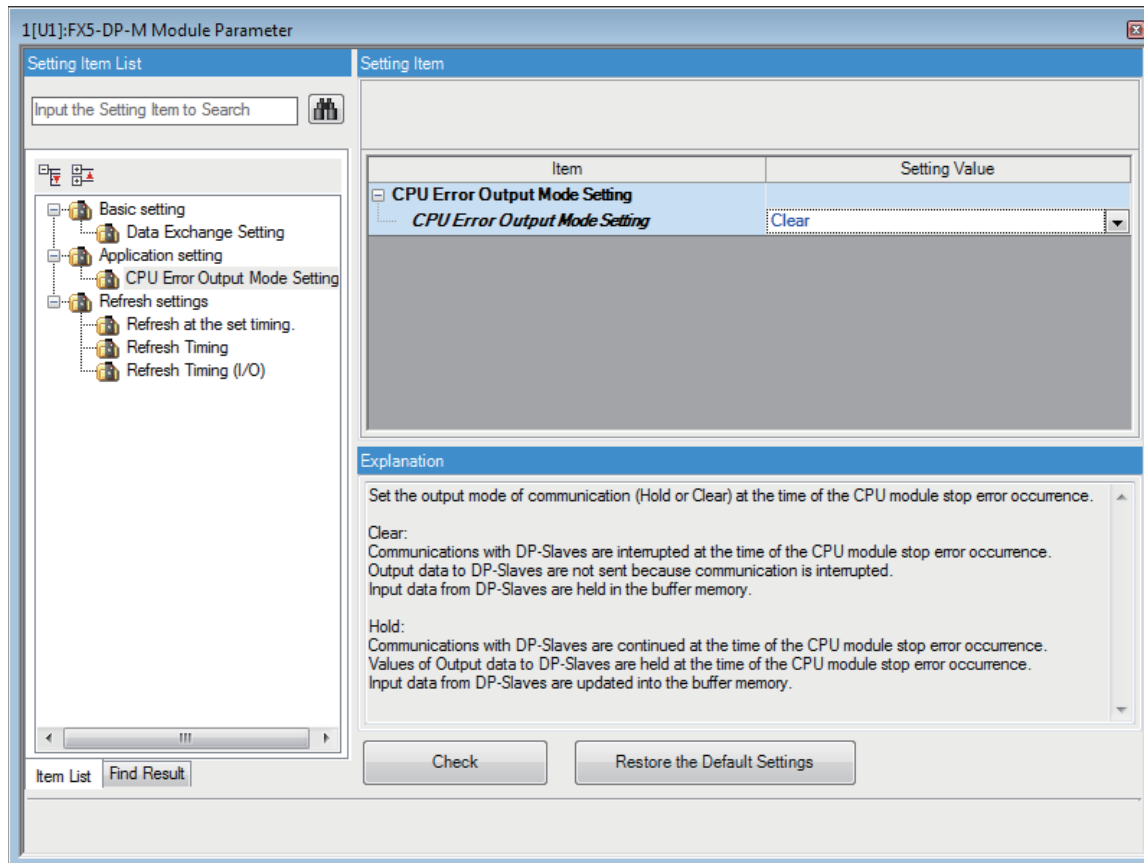 1[U1]:FX5-DP-M Module Parameter
Setting Item List
Input the Setting Item to Search
Basic setting
Data Exchange Setting
Application setting
CPU Error Output Mode Setting
Refresh settings
Refresh at the set timing.
Refresh Timing
Refresh Timing (I/O)
Item List
Find Result
Setting Item
Item
Setting Value
CPU Error Output Mode Setting
CPU Error Output Mode Setting
Clear
Explanation
Set the output mode of communication (Hold or Clear) at the time of the CPU module stop error occurrence.
Clear:
Communications with DP-Slaves are interrupted at the time of the CPU module stop error occurrence.
Output data to DP-Slaves are not sent because communication is interrupted.
Input data from DP-Slaves are held in the buffer memory.
Hold:
Communications with DP-Slaves are continued at the time of the CPU module stop error occurrence.
Values of Output data to DP-Slaves are held at the time of the CPU module stop error occurrence.
Input data from DP-Slaves are updated into the buffer memory.
Check
Restore the Default Settings